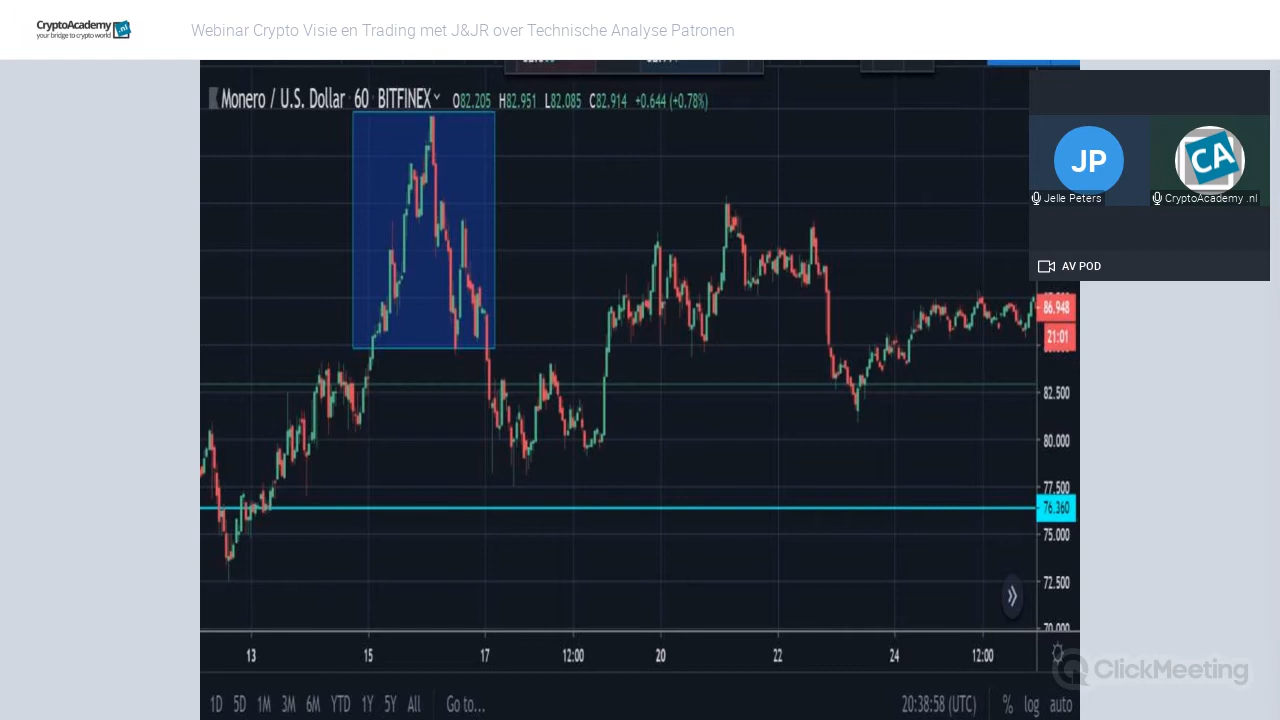 CryptoAcademy .nl
your bridge to crypto world
Webinar Crypto Visie en Trading met J&JR over Technische Analyse Patronen
Monero / U.S. Dollar 60 BITFINEX O82.205 H82.951 L82.085 C82.914 +0.644 (+0.78%)
JP
CA
Jelle Peters
CryptoAcademy .nl
AV POD
86.948
21:01
82.500
80.000
77.500
76.360
75.000
72.500
70.000
13 15 17 12:00 20 22 24 12:00
ClickMeeting
1D 5D 1M 3M 6M YTD 1Y 5Y All Go to... 20:38:58 (UTC) % log auto